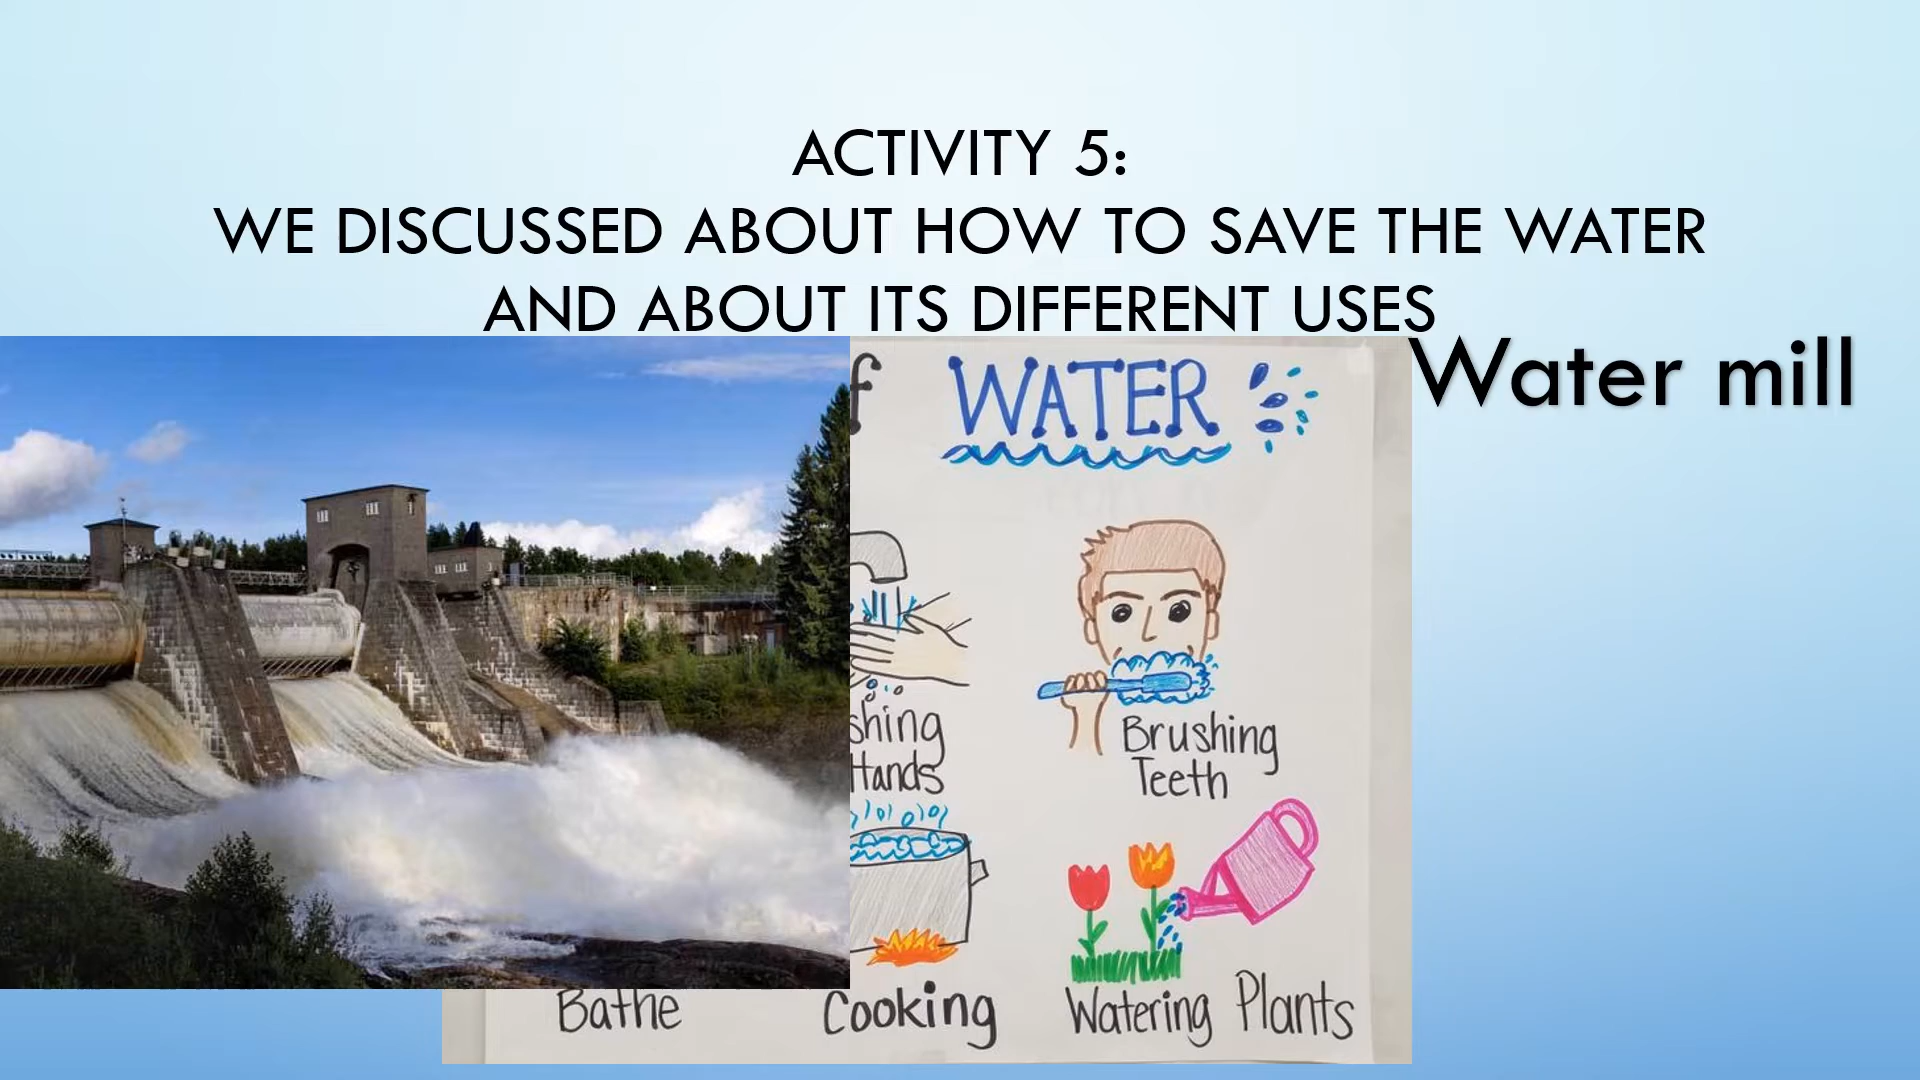 ACTIVITY 5:
WE DISCUSSED ABOUT HOW TO SAVE THE WATER
AND ABOUT ITS DIFFERENT USES
Water mill
f WATER
shing
Hands
Brushing
Teeth
Bathe
Cooking
Watering Plants